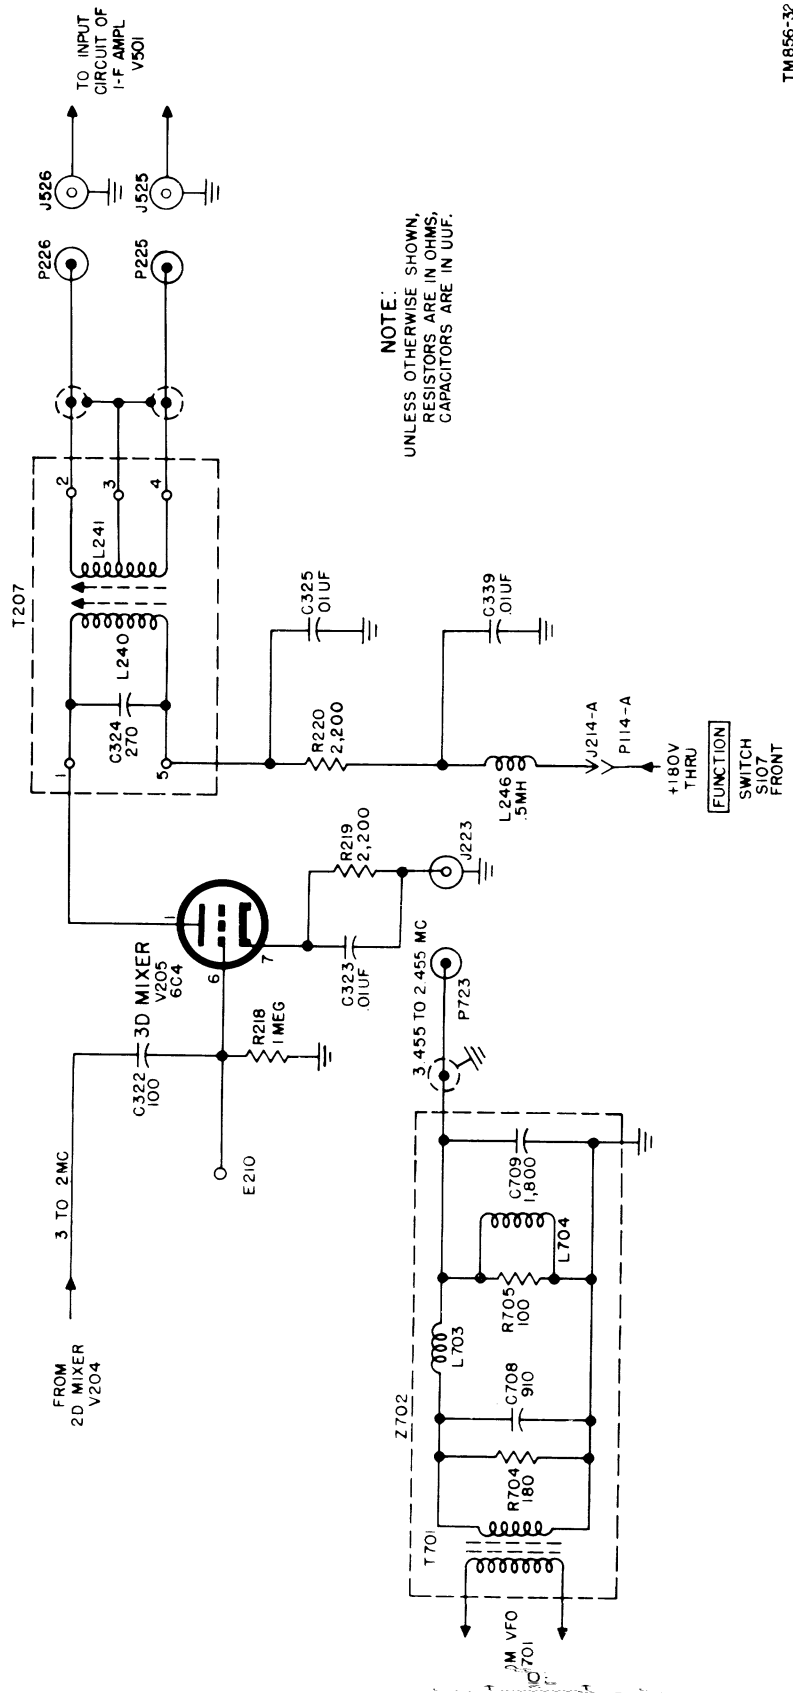 FROM
2D MIXER
V204
3 TO 2MC
E210
C322
100
R218
1 MEG
3D MIXER
V205
6C4
1
6
7
C323
.01UF
R219
2,200
J223
T207
1
5
C324
270
L240
L241
2
3
4
P226
P225
J526
J525
TO INPUT
CIRCUIT OF
I-F AMPL
V501
C325
.01UF
R220
2,200
C339
.01UF
L246
.5MH
J214-A
P114-A
+180V
THRU
FUNCTION
SWITCH
S107
FRONT
NOTE:
UNLESS OTHERWISE SHOWN,
RESISTORS ARE IN OHMS,
CAPACITORS ARE IN UUF.
VFO
701
T701
Z702
R704
180
C708
910
L703
R705
100
L704
C709
1,800
3.455 TO 2.455 MC
P723
TM856-32